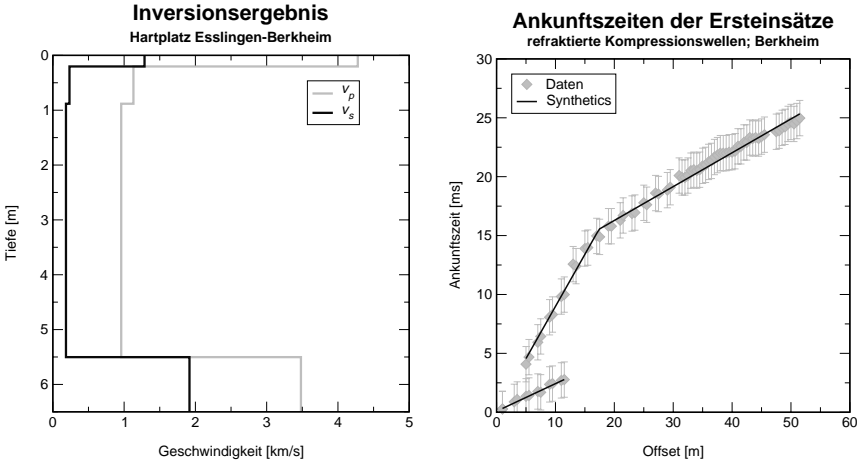 Inversionsergebnis
Hartplatz Esslingen-Berkheim
0
1
2
3
4
5
6
Tiefe [m]
v_p
v_s
0
1
2
3
4
5
Geschwindigkeit [km/s]
Ankunftszeiten der Ersteinsätze
refraktierte Kompressionswellen; Berkheim
30
25
20
15
10
5
0
Ankunftszeit [ms]
Daten
Synthetics
0
10
20
30
40
50
60
Offset [m]